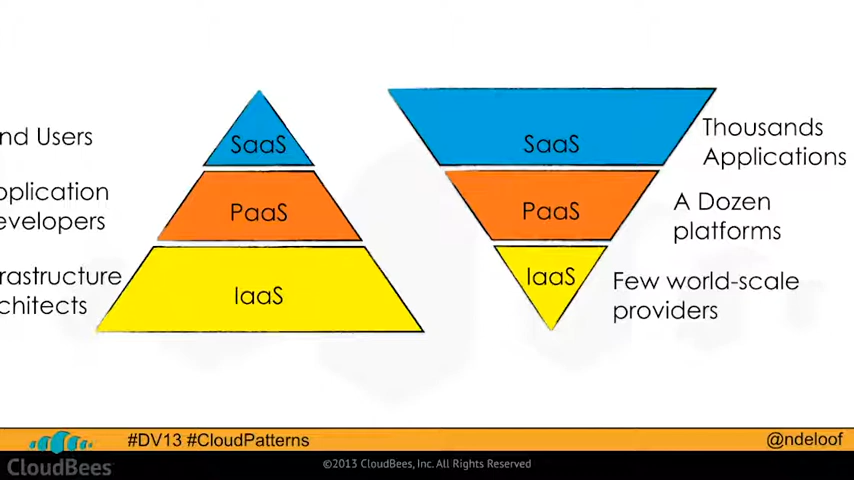 nd Users
SaaS
pplication
evelopers
PaaS
rastructure
chitects
IaaS
SaaS
Thousands
Applications
PaaS
A Dozen
platforms
IaaS
Few world-scale
providers
#DV13 #CloudPatterns
@ndeloof
CloudBees
©2013 CloudBees, Inc. All Rights Reserved